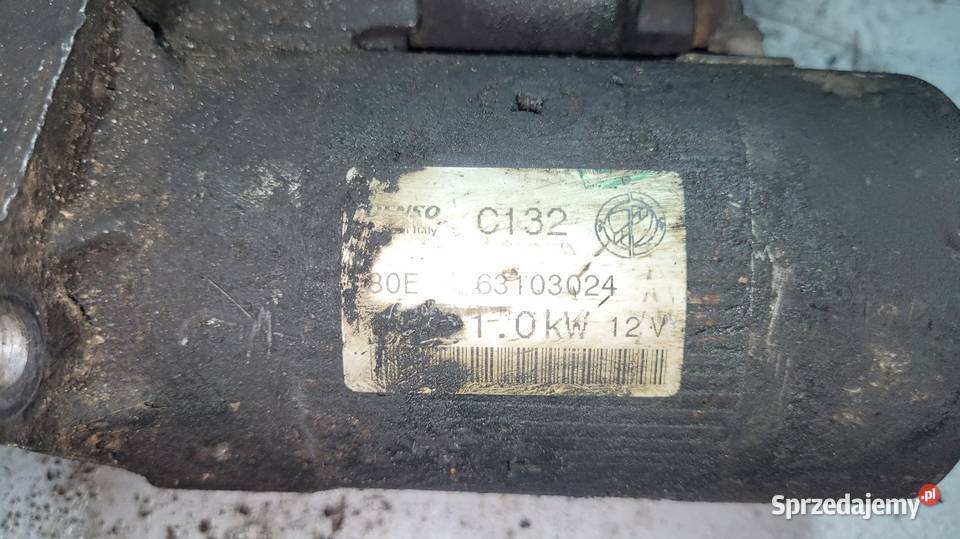 C132
80E 63103024
1.0kW 12V
Sprzedajemy.pl